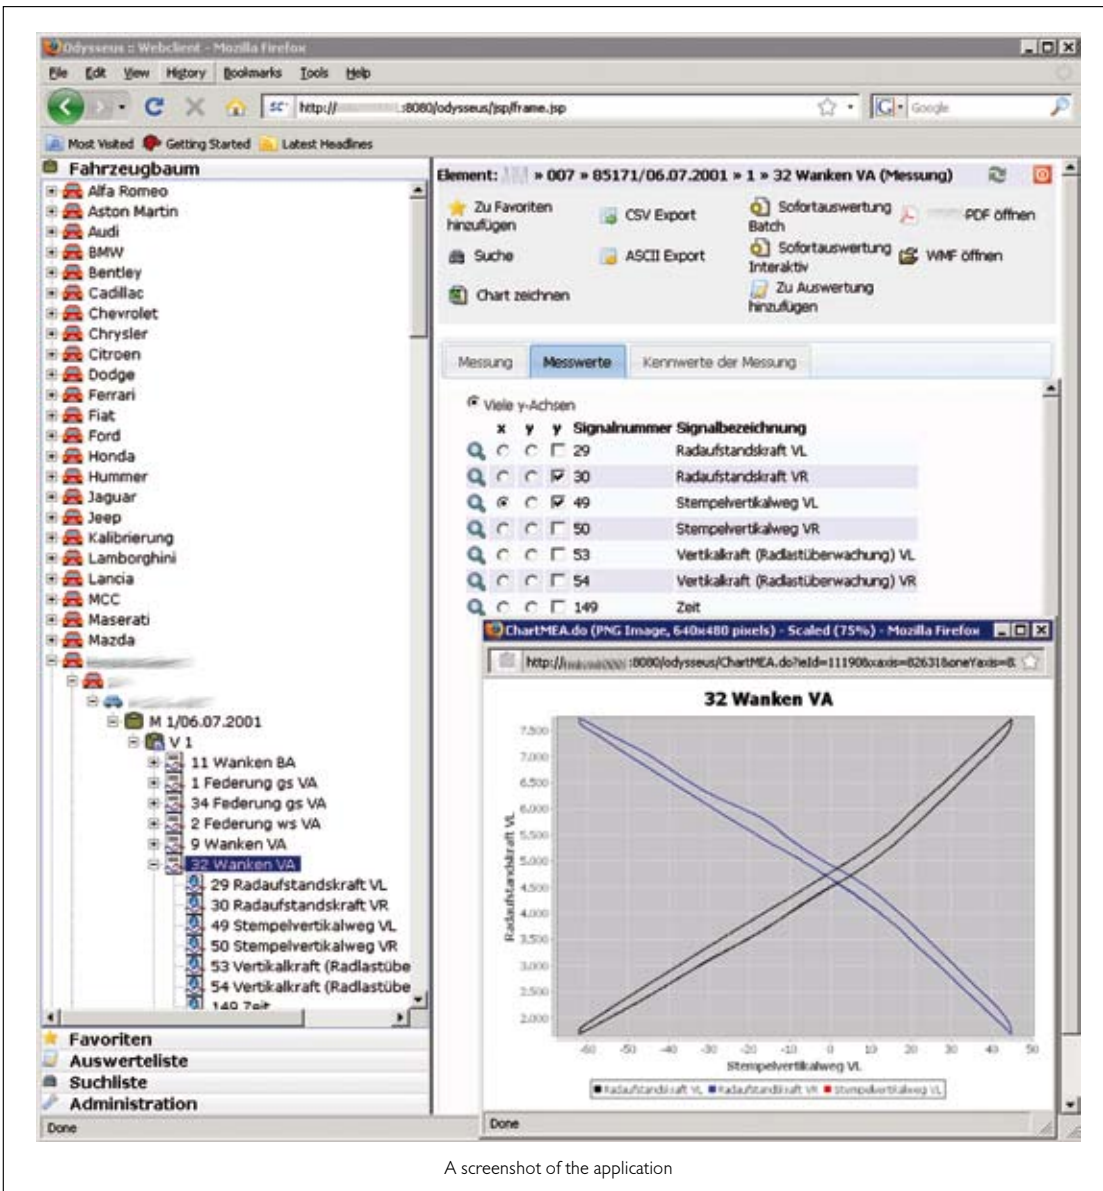 Odysseus :: Webclient - Mozilla Firefox
File Edit View History Bookmarks Tools Help
http:// :8080/odysseus/jsp/frame.jsp
Google
Most Visited Getting Started Latest Headlines
Fahrzeugbaum
Alfa Romeo
Aston Martin
Audi
BMW
Bentley
Cadillac
Chevrolet
Chrysler
Citroen
Dodge
Ferrari
Fiat
Ford
Honda
Hummer
Jaguar
Jeep
Kalibrierung
Lamborghini
Lancia
MCC
Maserati
Mazda
M 1/06.07.2001
V 1
11 Wanken BA
1 Federung gs VA
34 Federung gs VA
2 Federung ws VA
9 Wanken VA
32 Wanken VA
29 Radaufstandskraft VL
30 Radaufstandskraft VR
49 Stempelvertikalweg VL
50 Stempelvertikalweg VR
53 Vertikalkraft (Radlastübe
54 Vertikalkraft (Radlastübe
149 Zeit
Favoriten
Auswerteliste
Suchliste
Administration
Done
Element: » 007 » 85171/06.07.2001 » 1 » 32 Wanken VA (Messung)
Zu Favoriten
hinzufügen
CSV Export
Sofortauswertung
Batch
PDF öffnen
Suche
ASCII Export
Sofortauswertung
Interaktiv
WMF öffnen
Chart zeichnen
Zu Auswertung
hinzufügen
Messung Messwerte Kennwerte der Messung
Viele y-Achsen
x y y Signalnummer Signalbezeichnung
29 Radaufstandskraft VL
30 Radaufstandskraft VR
49 Stempelvertikalweg VL
50 Stempelvertikalweg VR
53 Vertikalkraft (Radlastüberwachung) VL
54 Vertikalkraft (Radlastüberwachung) VR
149 Zeit
ChartMEA.do (PNG Image, 640x480 pixels) - Scaled (75%) - Mozilla Firefox
:8080/odysseus/ChartMEA.do?
32 Wanken VA
Radaufstandskraft VL
7.500
7.000
6.500
6.000
5.500
5.000
4.500
4.000
3.500
3.000
2.500
2.000
-60 -50 -40 -30 -20 -10 0 10 20 30 40 50
Stempelvertikalweg VL
Radaufstandskraft VL Radaufstandskraft VR Stempelvertikalweg VL
Done
A screenshot of the application